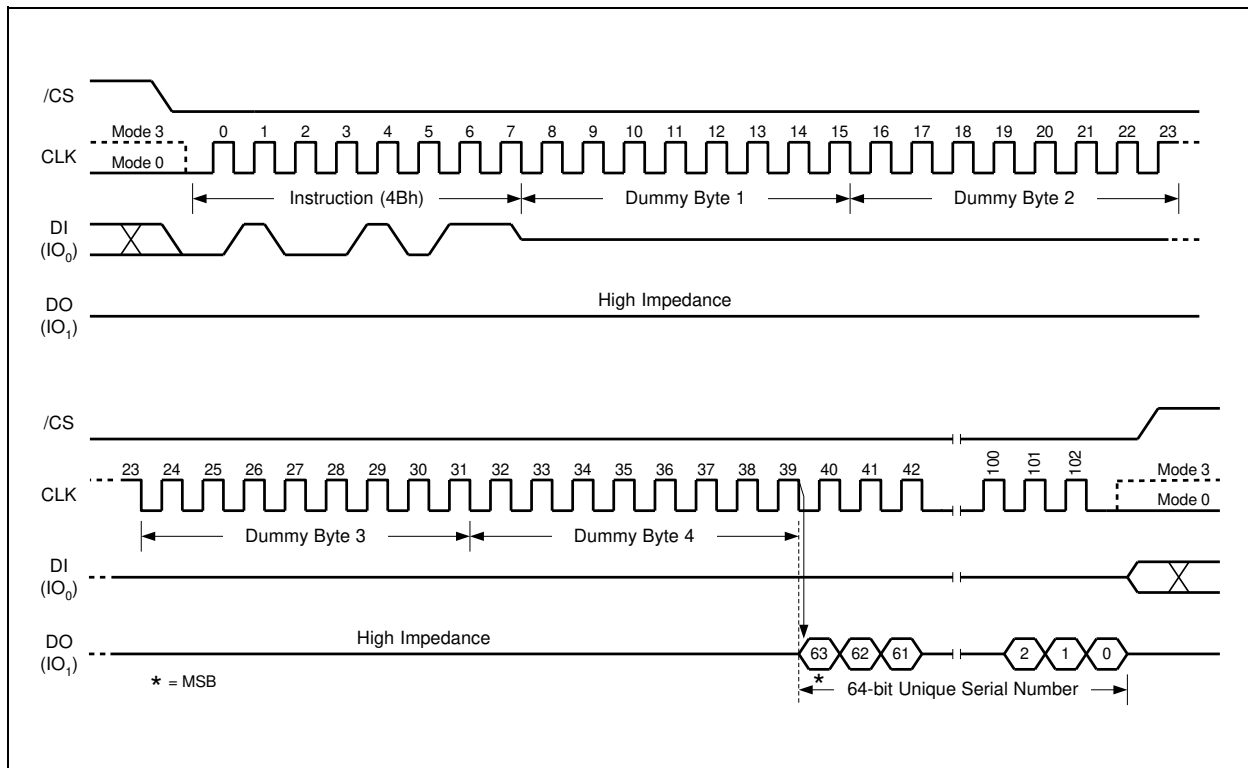 /CS
Mode 3
0 1 2 3 4 5 6 7 8 9 10 11 12 13 14 15 16 17 18 19 20 21 22 23
CLK
Mode 0
Instruction (4Bh) Dummy Byte 1 Dummy Byte 2
DI
(IO0)
High Impedance
DO
(IO1)
/CS
23 24 25 26 27 28 29 30 31 32 33 34 35 36 37 38 39 40 41 42 100 101 102
Mode 3
CLK
Mode 0
Dummy Byte 3 Dummy Byte 4
DI
(IO0)
High Impedance
DO
(IO1)
63 62 61 2 1 0
* = MSB
*
64-bit Unique Serial Number